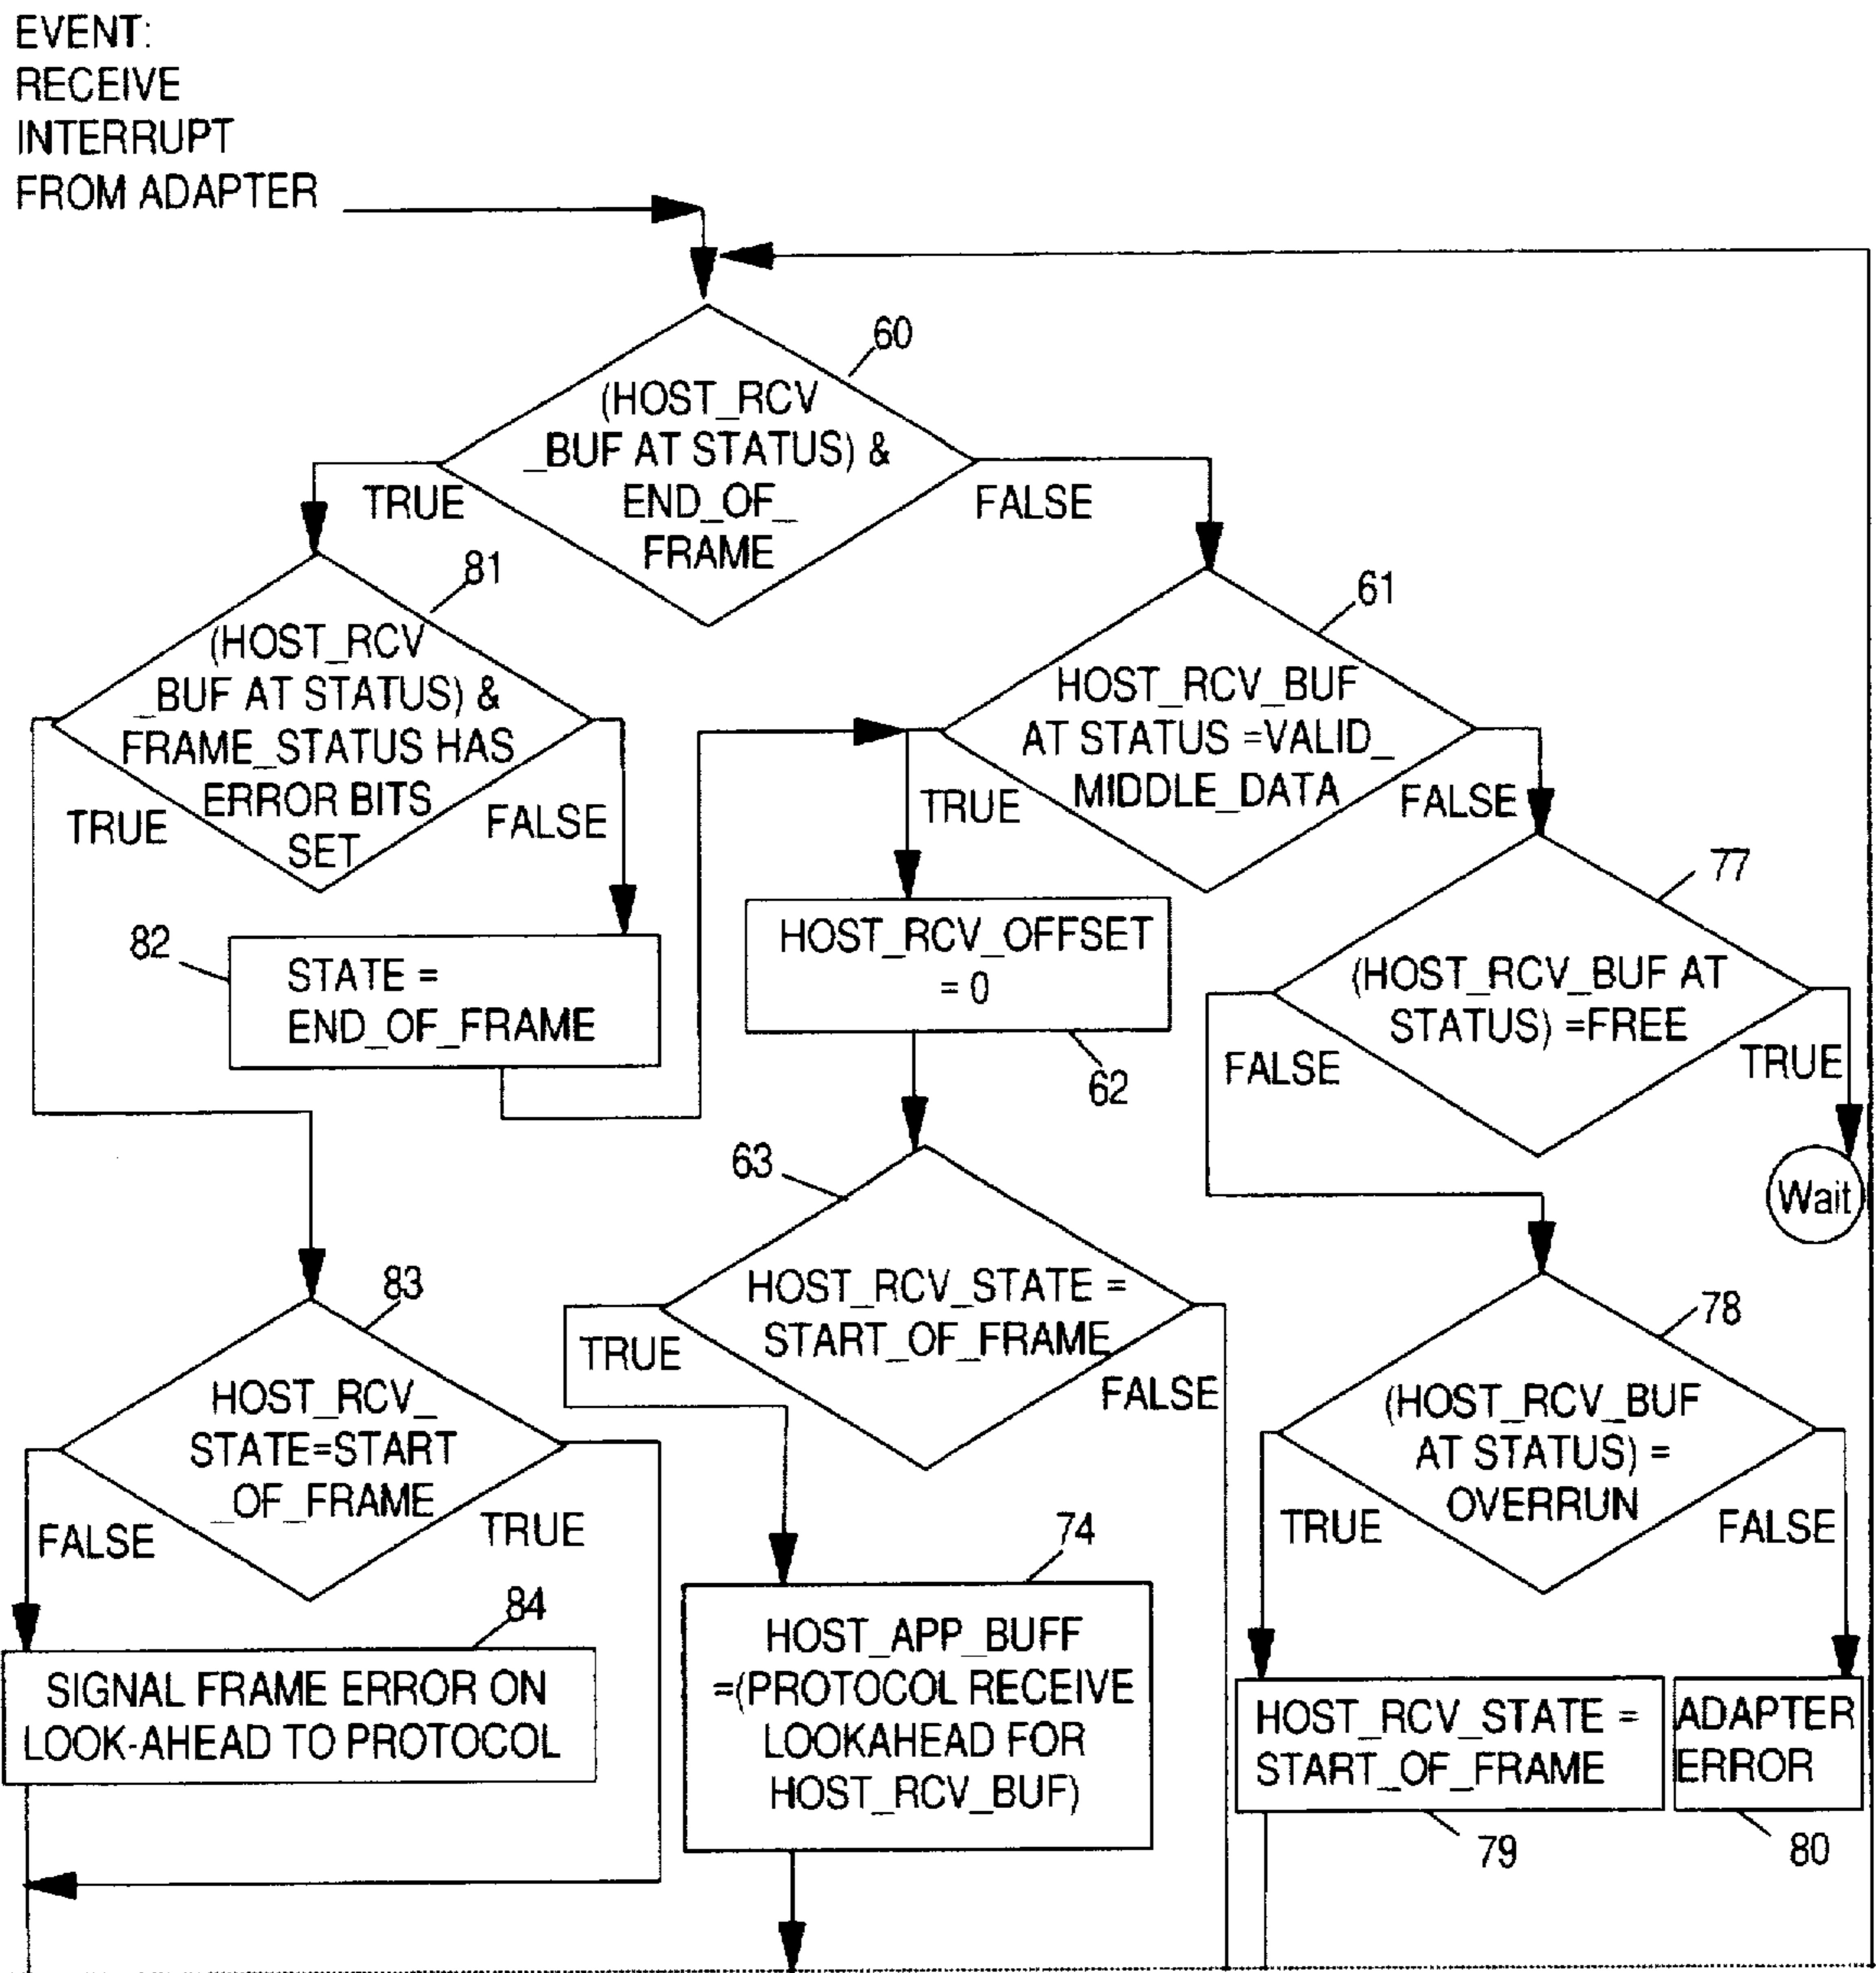 EVENT:
RECEIVE
INTERRUPT
FROM ADAPTER
60
(HOST_RCV
_BUF AT STATUS) &
END_OF_
FRAME
TRUE
FALSE
81
(HOST_RCV
_BUF AT STATUS) &
FRAME_STATUS HAS
ERROR BITS
SET
TRUE
FALSE
61
HOST_RCV_BUF
AT STATUS =VALID_
MIDDLE_DATA
TRUE
FALSE
82
STATE =
END_OF_FRAME
HOST_RCV_OFFSET
= 0
62
77
(HOST_RCV_BUF AT
STATUS) =FREE
FALSE
TRUE
Wait
63
HOST_RCV_STATE =
START_OF_FRAME
TRUE
FALSE
83
HOST_RCV_
STATE=START
_OF_FRAME
FALSE
TRUE
78
(HOST_RCV_BUF
AT STATUS) =
OVERRUN
TRUE
FALSE
84
SIGNAL FRAME ERROR ON
LOOK-AHEAD TO PROTOCOL
74
HOST_APP_BUFF
=(PROTOCOL RECEIVE
LOOKAHEAD FOR
HOST_RCV_BUF)
HOST_RCV_STATE =
START_OF_FRAME
79
ADAPTER
ERROR
80